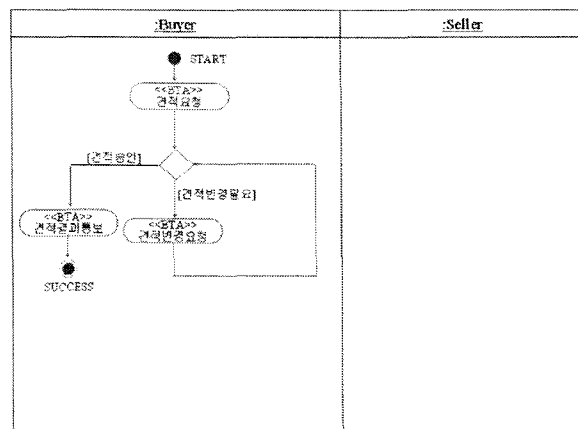 :Buyer
:Seller
START
<<BTA>>
견적요청
[견적승인]
[견적변경필요]
<<BTA>>
견적결과통보
<<BTA>>
견적변경요청
SUCCESS